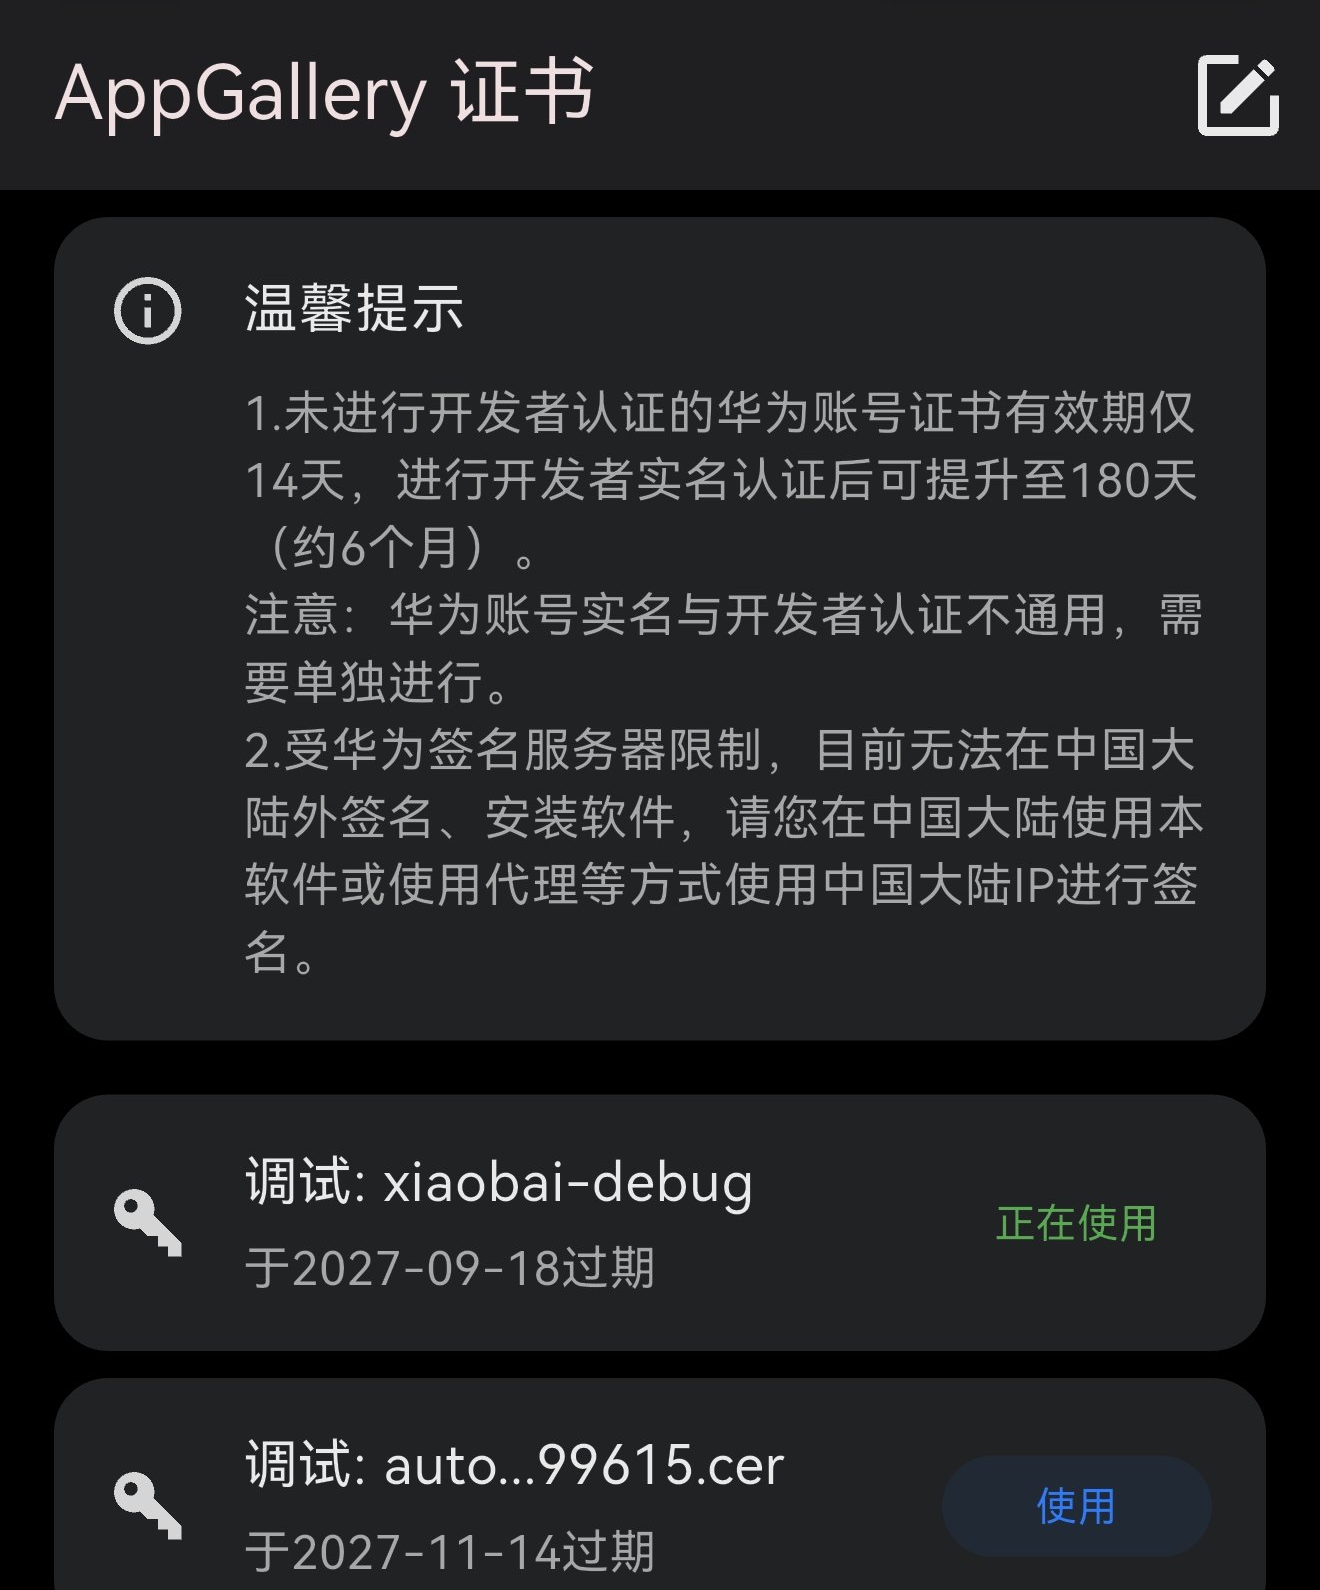 AppGallery 证书
温馨提示
1.未进行开发者认证的华为账号证书有效期仅
14天，进行开发者实名认证后可提升至180天
（约6个月）。
注意：华为账号实名与开发者认证不通用，需
要单独进行。
2.受华为签名服务器限制，目前无法在中国大
陆外签名、安装软件，请您在中国大陆使用本
软件或使用代理等方式使用中国大陆IP进行签
名。
调试: xiaobai-debug
正在使用
于2027-09-18过期
调试: auto...99615.cer
使用
于2027-11-14过期